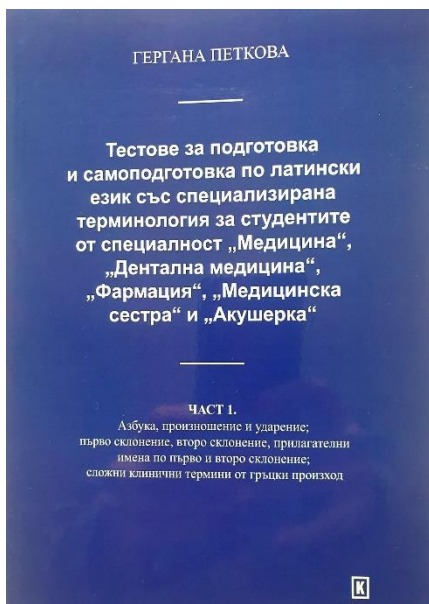 ГЕРГАНА ПЕТКОВА
Тестове за подготовка
и самоподготовка по латински
език със специализирана
терминология за студентите
от специалност „Медицина“,
„Дентална медицина“,
„Фармация“, „Медицинска
сестра“ и „Акушерка“
ЧАСТ 1.
Азбука, произношение и ударение;
първо склонение, второ склонение, прилагателни
имена по първо и второ склонение;
сложни клинични термини от гръцки произход
К